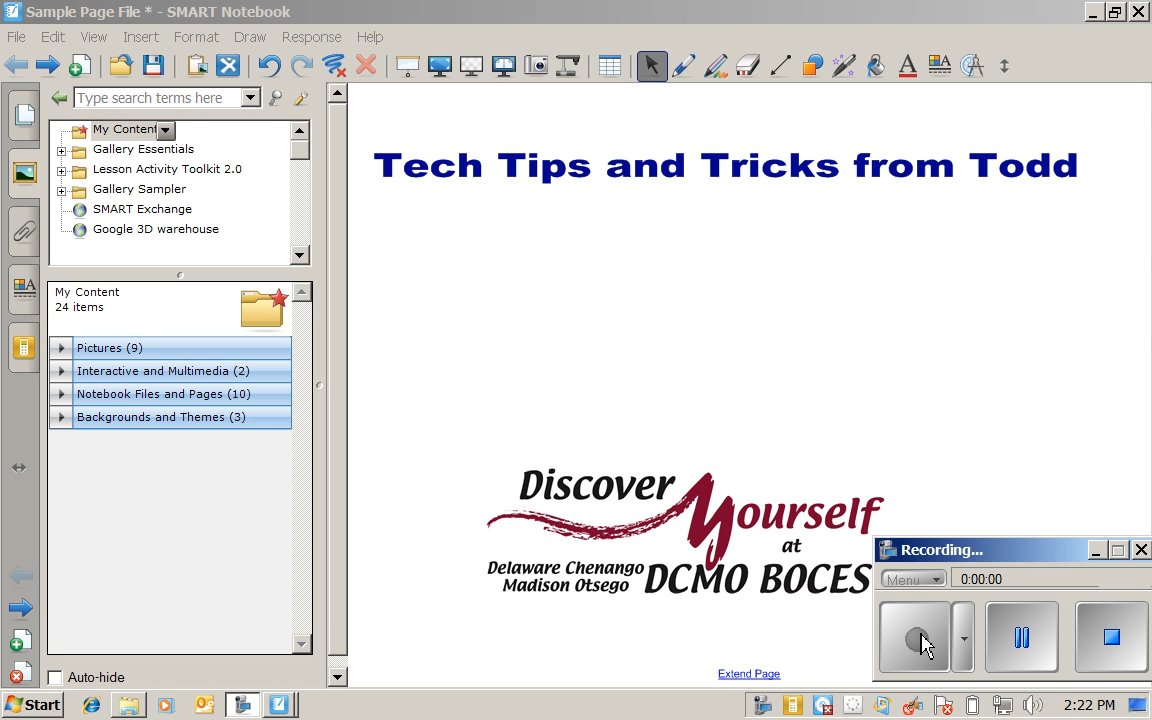 Sample Page File * - SMART Notebook
File Edit View Insert Format Draw Response Help
Type search terms here
My Content
Gallery Essentials
Lesson Activity Toolkit 2.0
Gallery Sampler
SMART Exchange
Google 3D warehouse
My Content
24 items
Pictures (9)
Interactive and Multimedia (2)
Notebook Files and Pages (10)
Backgrounds and Themes (3)
Auto-hide
Tech Tips and Tricks from Todd
Discover Yourself
at
Delaware Chenango
Madison Otsego DCMO BOCES
Extend Page
Recording...
Menu 0:00:00
Start
2:22 PM